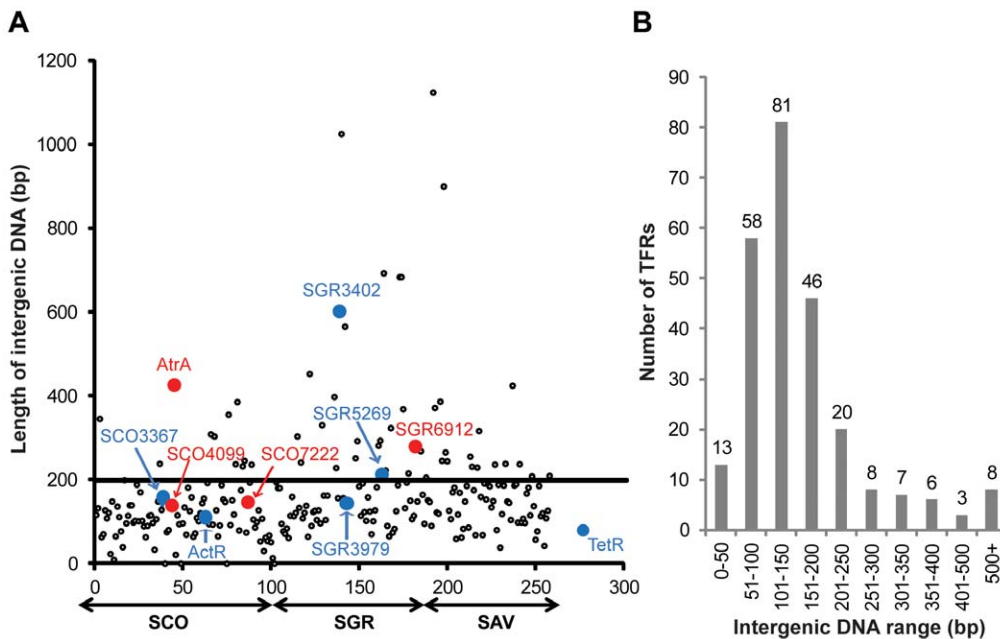 A
Length of intergenic DNA (bp)
1200
1000
800
600
400
200
0
SGR3402
AtrA
SGR5269
SCO3367
SCO4099
SCO7222
SGR6912
ActR
SGR3979
TetR
0
50
100
150
200
250
300
SCO
SGR
SAV
B
Number of TFRs
90
80
70
60
50
40
30
20
10
0
13
58
81
46
20
8
7
6
3
8
0-50
51-100
101-150
151-200
201-250
251-300
301-350
351-400
401-500
500+
Intergenic DNA range (bp)